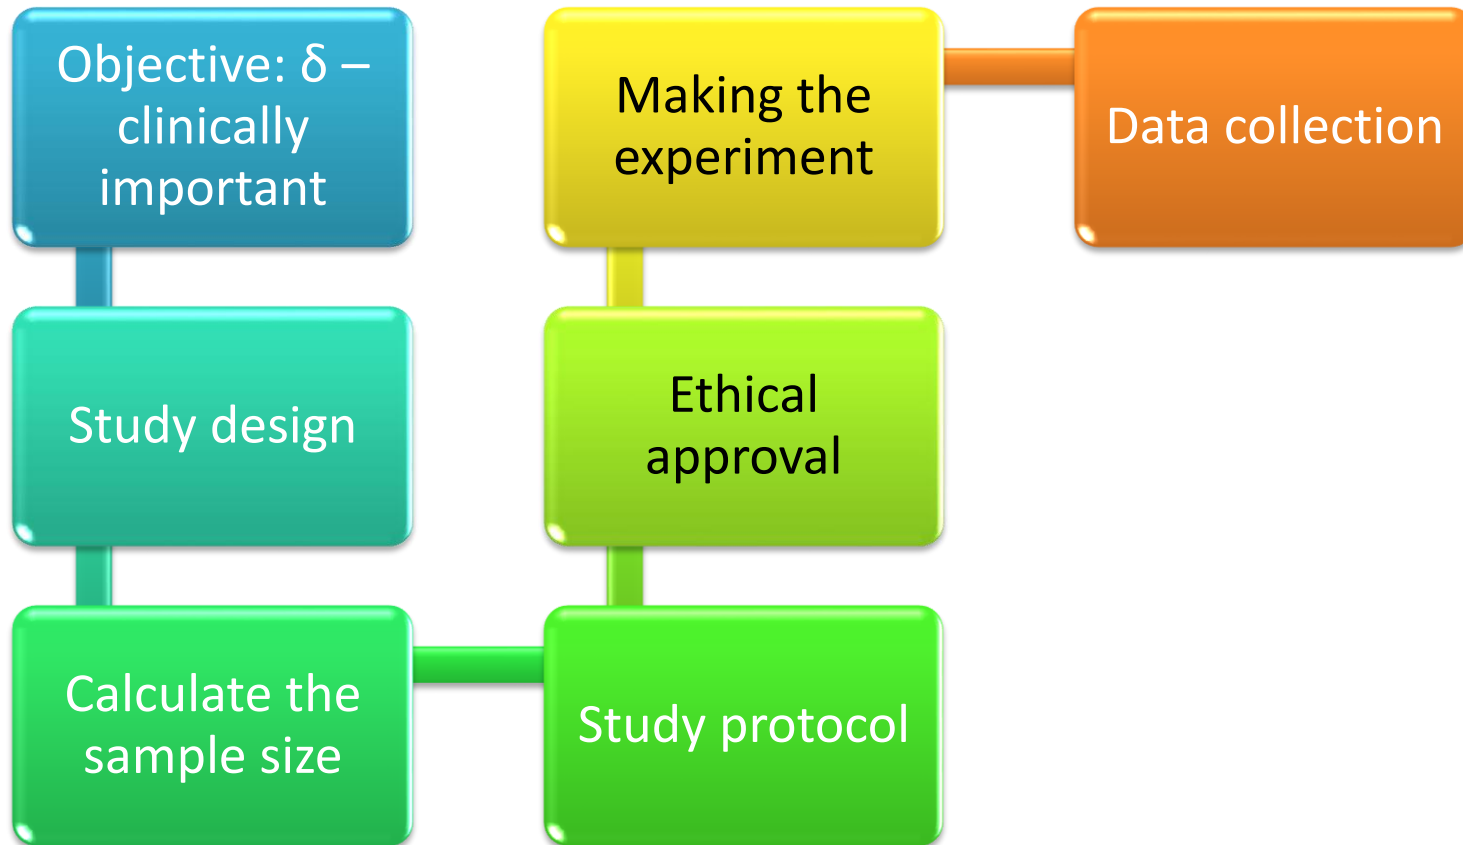 Objective: δ –
clinically
important
Study design
Calculate the
sample size
Study protocol
Ethical
approval
Making the
experiment
Data collection